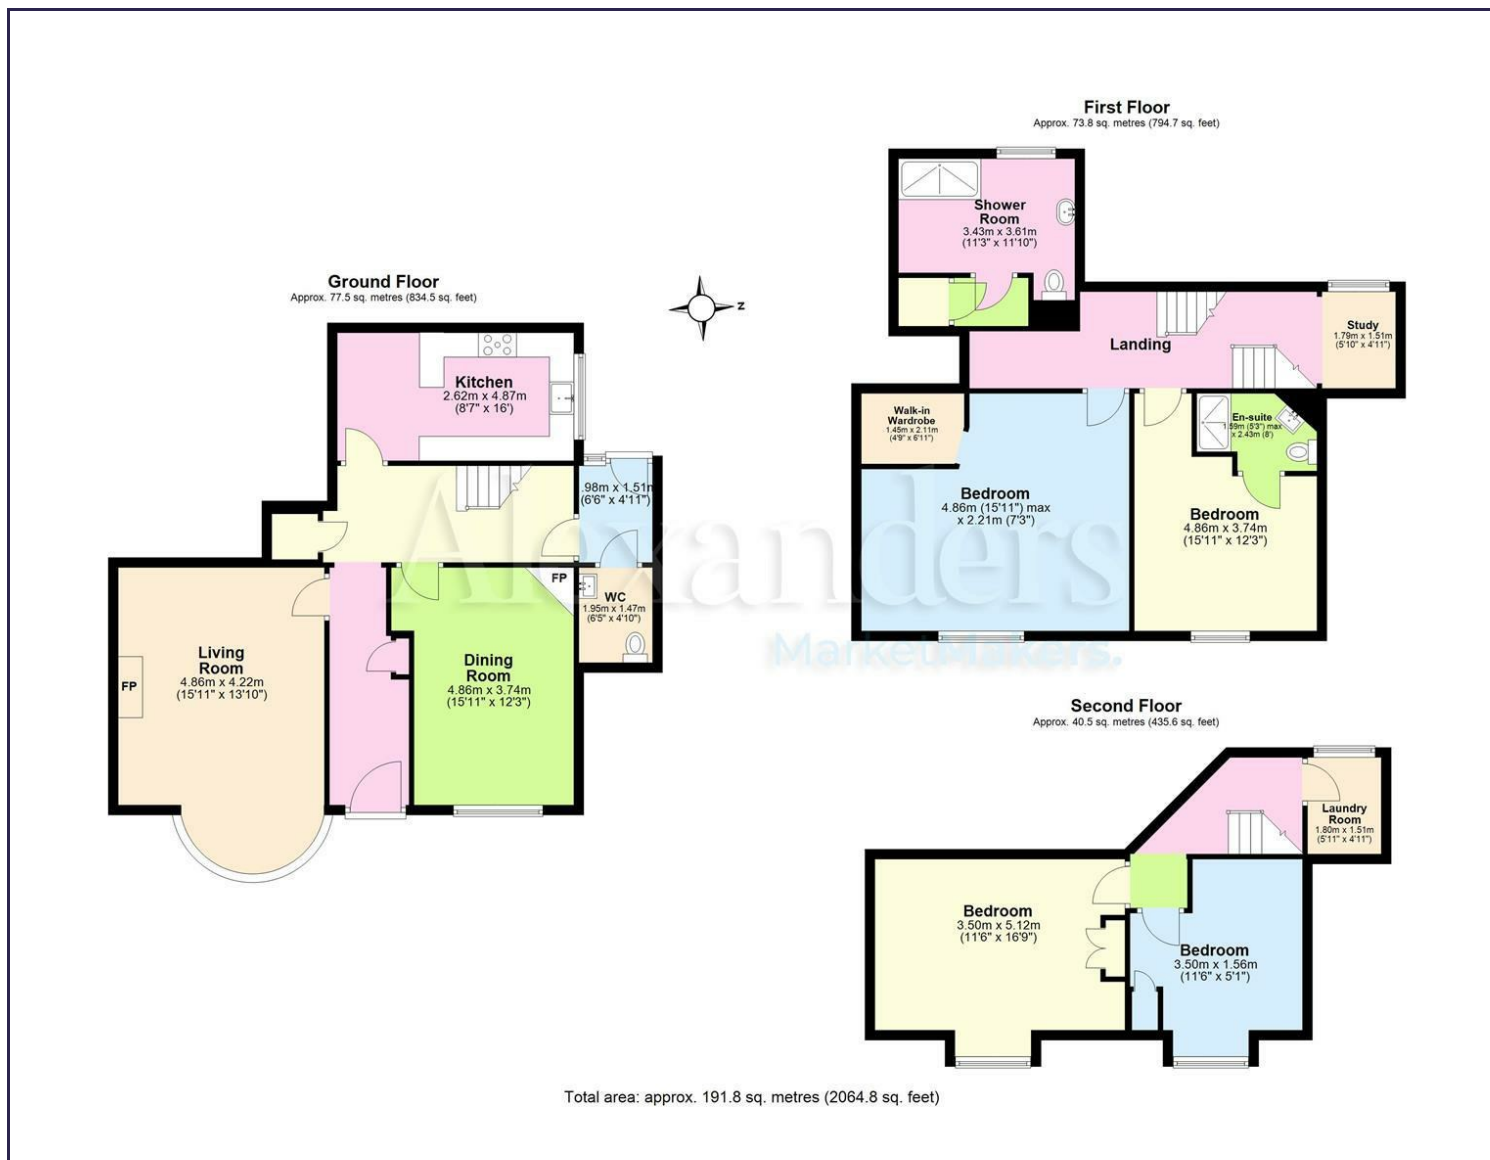 First Floor
Approx. 73.8 sq. metres (794.7 sq. feet)
Shower
Room
3.43m x 3.61m
(11'3" x 11'10")
Landing
Study
1.79m x 1.51m
(5'10" x 4'11")
Walk-in
Wardrobe
1.45m x 2.11m
(4'9" x 6'11")
Bedroom
4.86m (15'11") max
x 2.21m (7'3")
En-suite
1.59m (5'3") max
x 2.43m (8')
Bedroom
4.86m x 3.74m
(15'11" x 12'3")
Ground Floor
Approx. 77.5 sq. metres (834.5 sq. feet)
Z
Kitchen
2.62m x 4.87m
(8'7" x 16')
.98m x 1.51m
(6'6" x 4'11")
FP
WC
1.95m x 1.47m
(6'5" x 4'10")
Living
Room
4.86m x 4.22m
(15'11" x 13'10")
FP
Dining
Room
4.86m x 3.74m
(15'11" x 12'3")
Alexanders
Market Makers.
Second Floor
Approx. 40.5 sq. metres (435.6 sq. feet)
Laundry
Room
1.80m x 1.51m
(5'11" x 4'11")
Bedroom
3.50m x 5.12m
(11'6" x 16'9")
Bedroom
3.50m x 1.56m
(11'6" x 5'1")
Total area: approx. 191.8 sq. metres (2064.8 sq. feet)